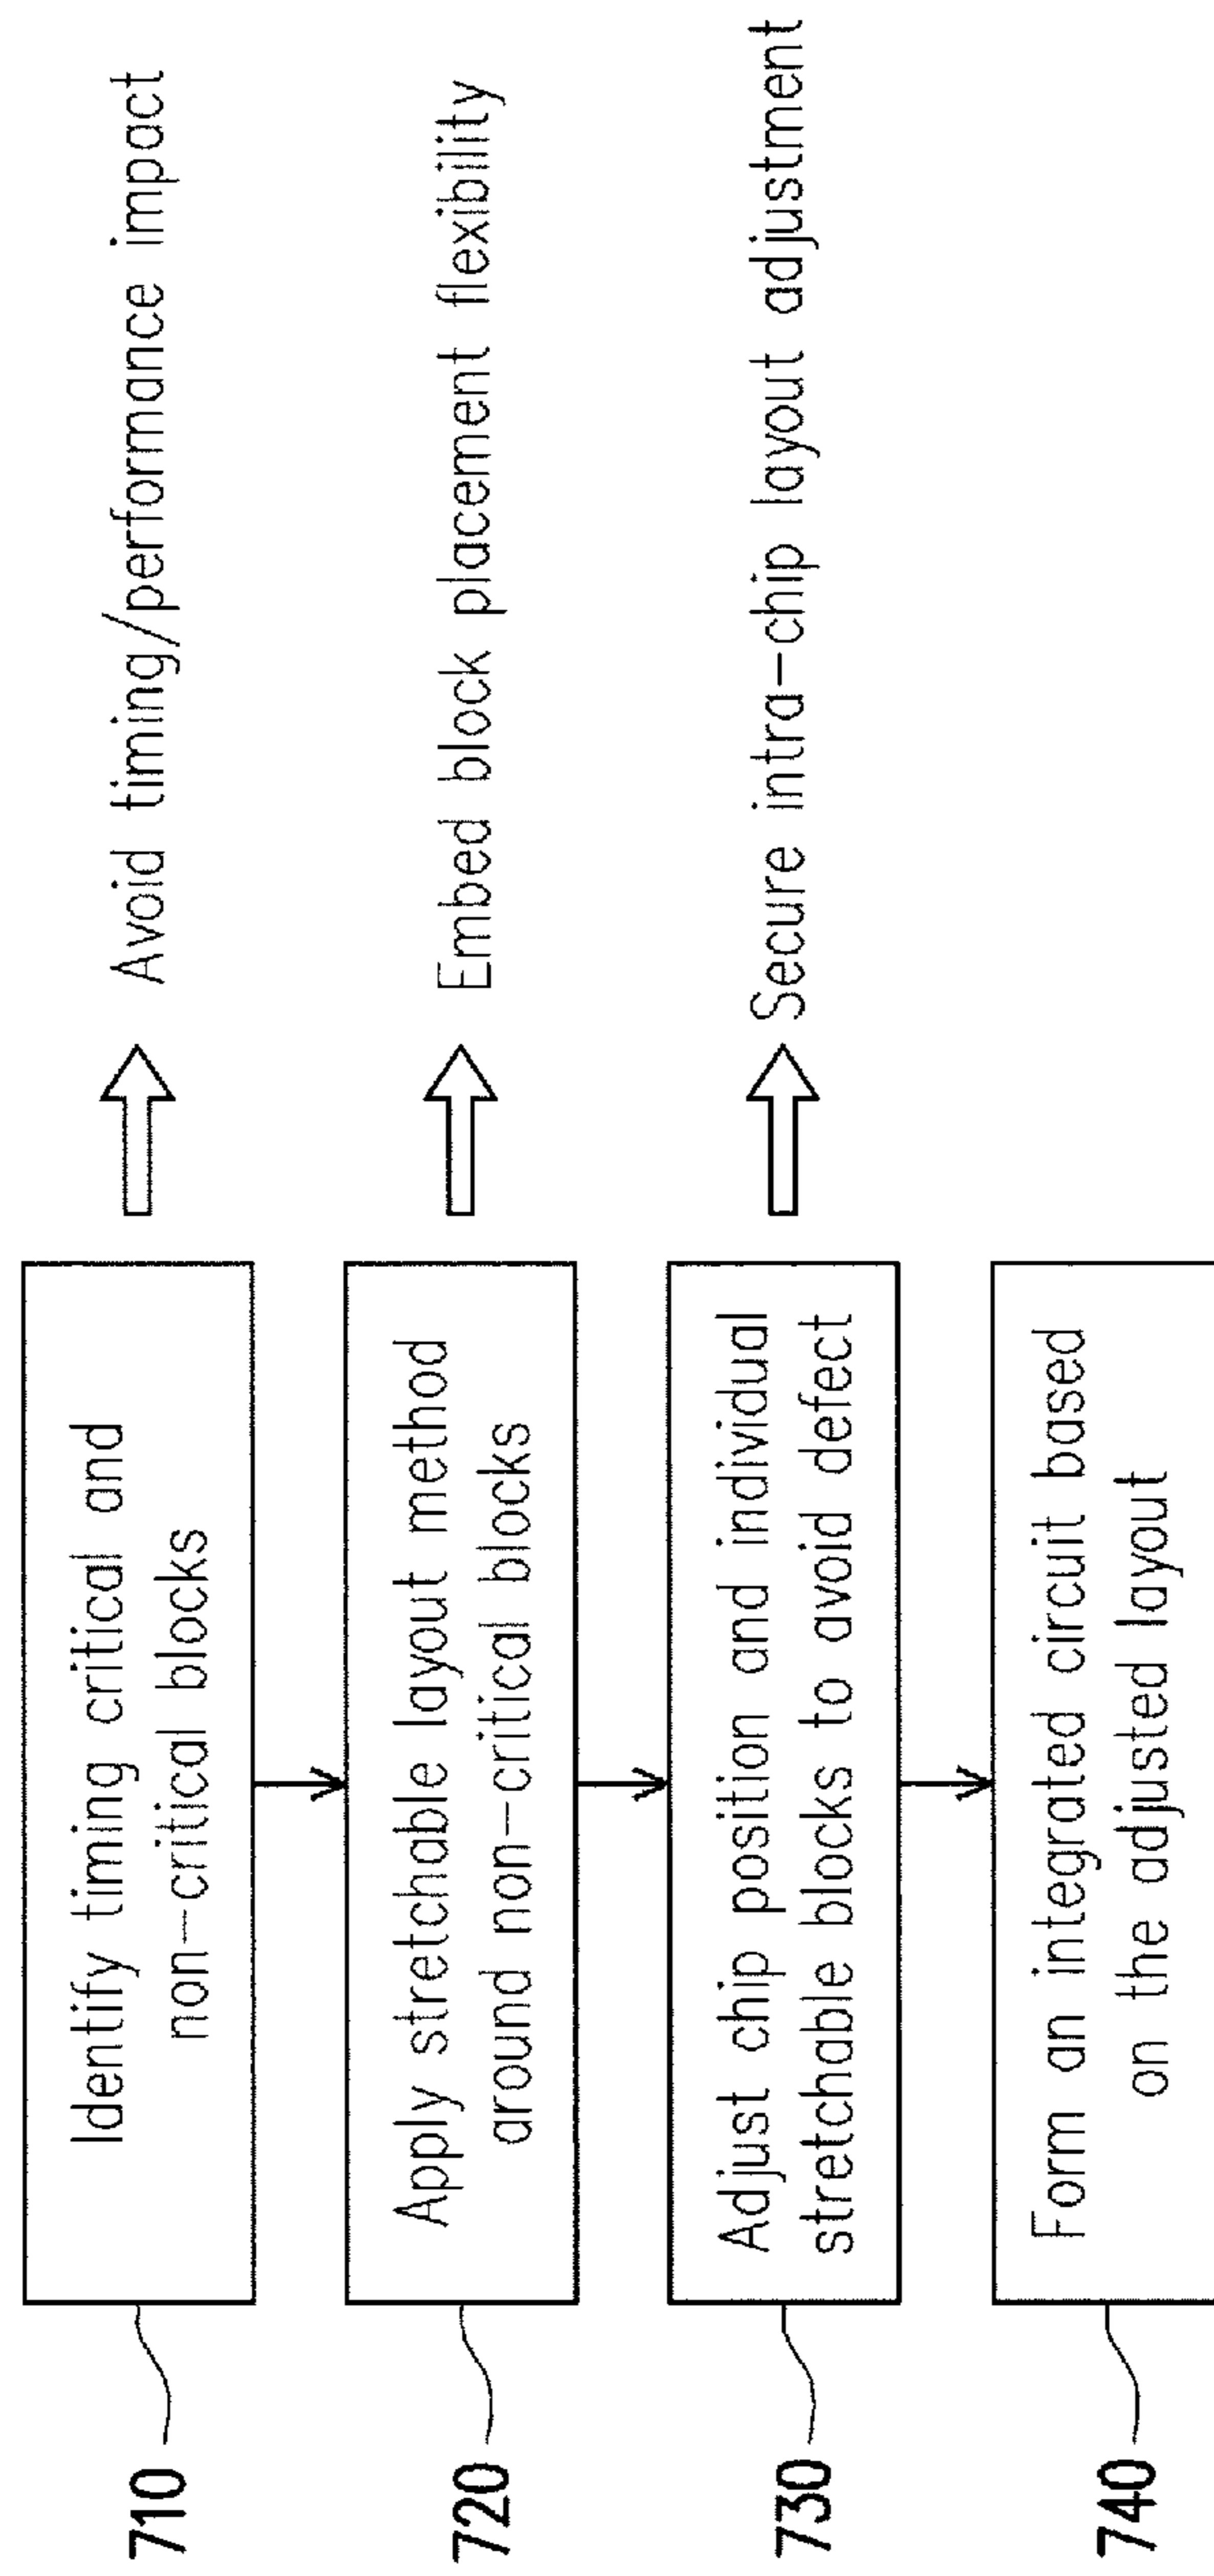 710
Identify timing critical and
non-critical blocks
Avoid timing/performance impact
720
Apply stretchable layout method
around non-critical blocks
Embed block placement flexibility
730
Adjust chip position and individual
stretchable blocks to avoid defect
Secure intra-chip layout adjustment
740
Form an integrated circuit based
on the adjusted layout